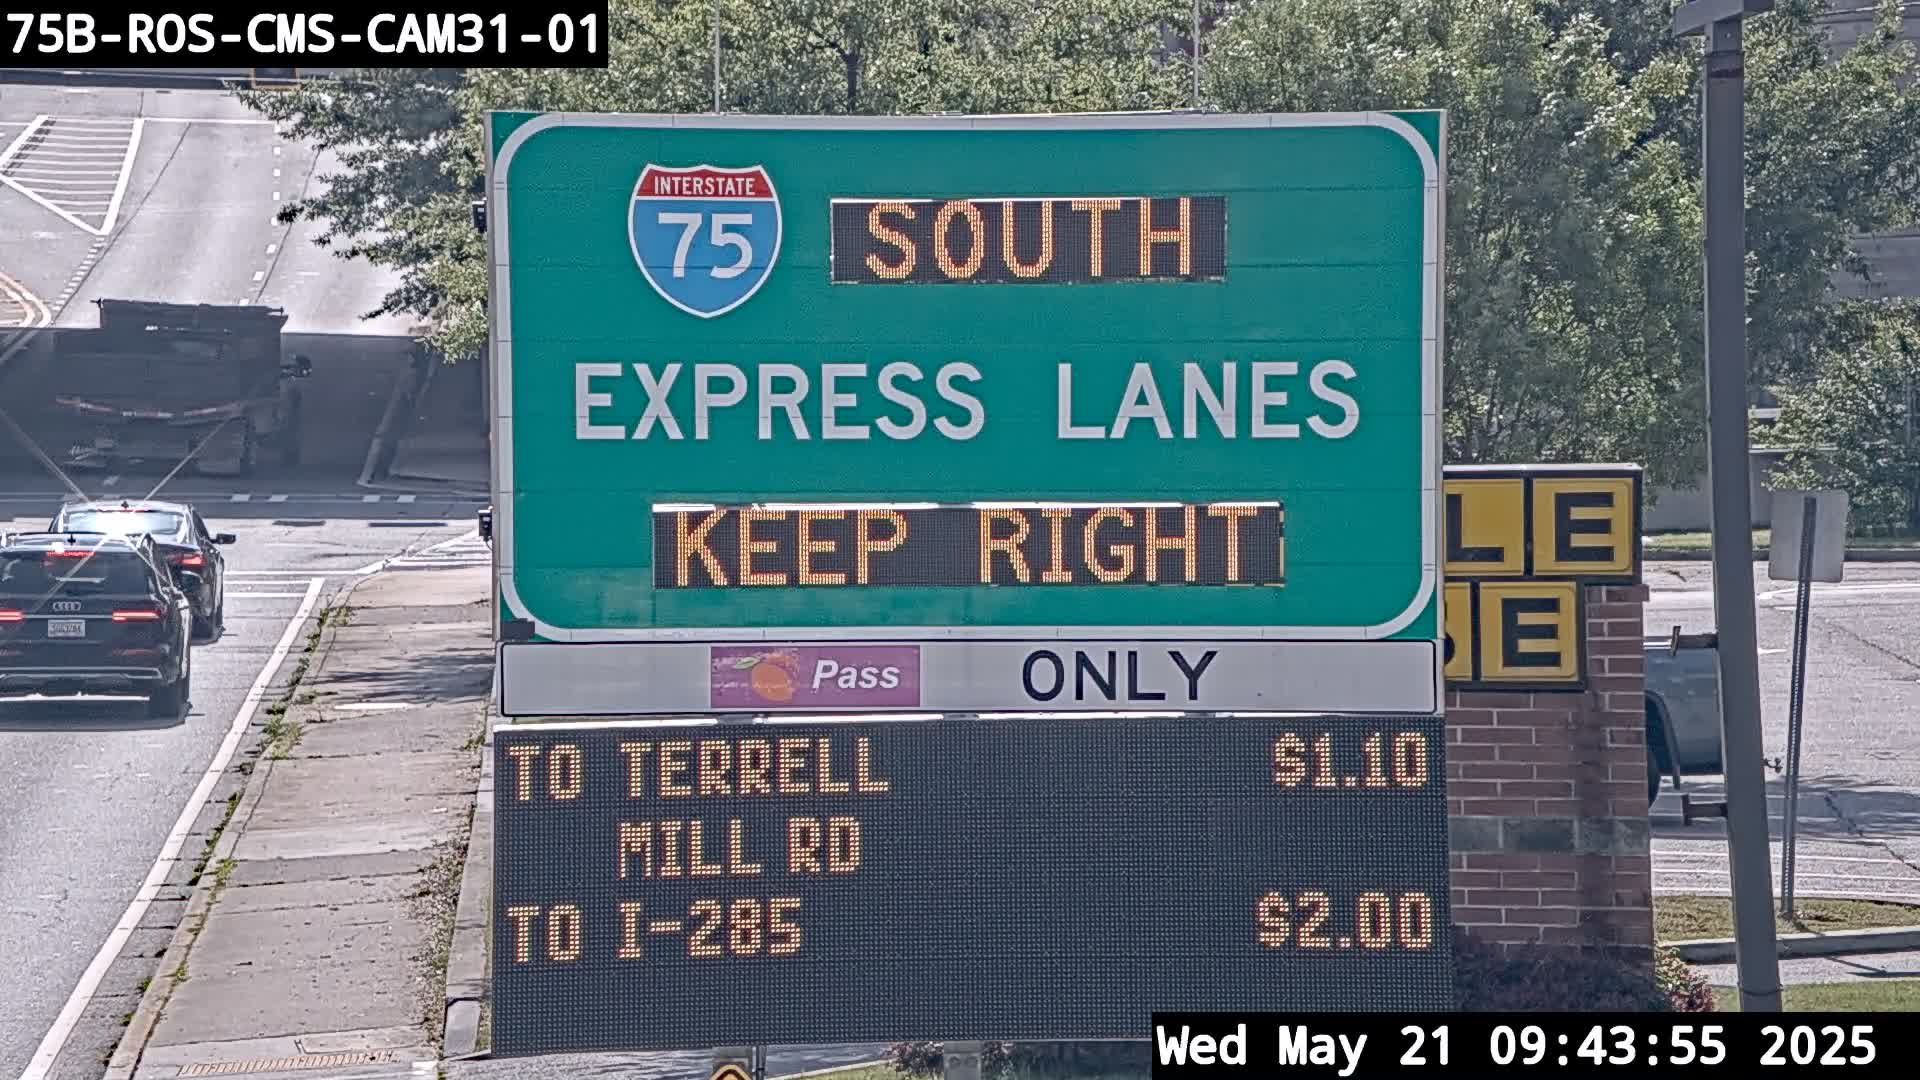 75B-ROS-CMS-CAM31-01
INTERSTATE
75
SOUTH
EXPRESS LANES
KEEP RIGHT
Pass ONLY
TO TERRELL $1.10
MILL RD
TO I-285 $2.00
LE
E
Wed May 21 09:43:55 2025